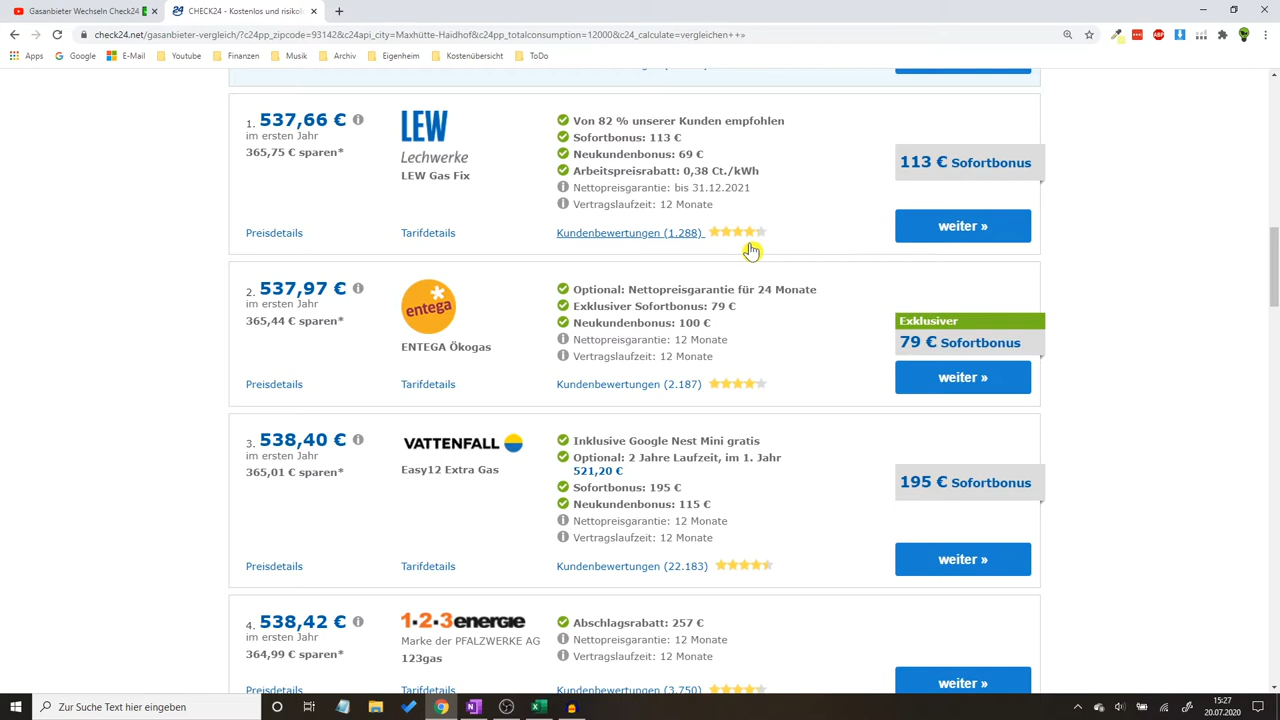 Gasanbieter Wechseln Check24
CHECK24 - Kostenlos und risikol
check24.net/gasanbieter-vergleich/?c24pp_zipcode=93142&c24api_city=Maxhütte-Haidhof&c24pp_totalconsumption=12000&c24_calculate=vergleichen++»
Apps
Google
E-Mail
Youtube
Finanzen
Musik
Archiv
Eigenheim
Kostenübersicht
ToDo
1. 537,66 €
im ersten Jahr
365,75 € sparen*
LEW
Lechwerke
LEW Gas Fix
Von 82 % unserer Kunden empfohlen
Sofortbonus: 113 €
Neukundenbonus: 69 €
Arbeitspreisrabatt: 0,38 Ct./kWh
Nettopreisgarantie: bis 31.12.2021
Vertragslaufzeit: 12 Monate
113 € Sofortbonus
weiter »
Preisdetails
Tarifdetails
Kundenbewertungen (1.288)
2. 537,97 €
im ersten Jahr
365,44 € sparen*
entega
ENTEGA Ökogas
Optional: Nettopreisgarantie für 24 Monate
Exklusiver Sofortbonus: 79 €
Neukundenbonus: 100 €
Nettopreisgarantie: 12 Monate
Vertragslaufzeit: 12 Monate
Exklusiver
79 € Sofortbonus
weiter »
Preisdetails
Tarifdetails
Kundenbewertungen (2.187)
3. 538,40 €
im ersten Jahr
365,01 € sparen*
VATTENFALL
Easy12 Extra Gas
Inklusive Google Nest Mini gratis
Optional: 2 Jahre Laufzeit, im 1. Jahr
521,20 €
Sofortbonus: 195 €
Neukundenbonus: 115 €
Nettopreisgarantie: 12 Monate
Vertragslaufzeit: 12 Monate
195 € Sofortbonus
weiter »
Preisdetails
Tarifdetails
Kundenbewertungen (22.183)
4. 538,42 €
im ersten Jahr
364,99 € sparen*
1·2·3energie
Marke der PFALZWERKE AG
123gas
Abschlagsrabatt: 257 €
Nettopreisgarantie: 12 Monate
Vertragslaufzeit: 12 Monate
weiter »
Preisdetails
Tarifdetails
Kundenbewertungen (3.750)
Zur Suche Text hier eingeben
15:27
20.07.2020